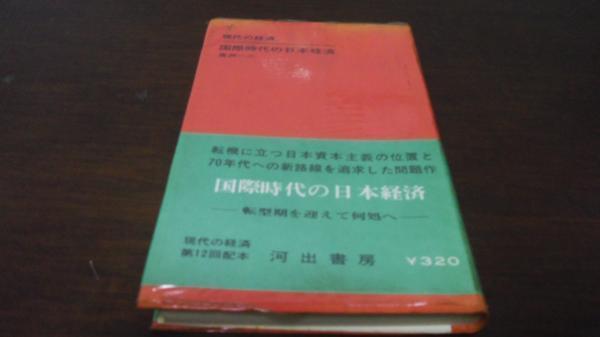 現代の経済
国際時代の日本経済
転機に立つ日本資本主義の位置と
70年代への新路線を追求した問題作
国際時代の日本経済
——転型期を迎えて何処へ——
現代の経済
第12回配本
河出書房
¥320